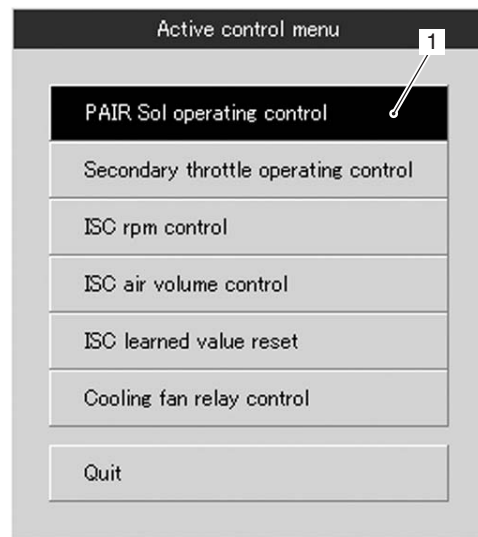 Active control menu
1
PAIR Sol operating control
Secondary throttle operating control
ISC rpm control
ISC air volume control
ISC learned value reset
Cooling fan relay control
Quit